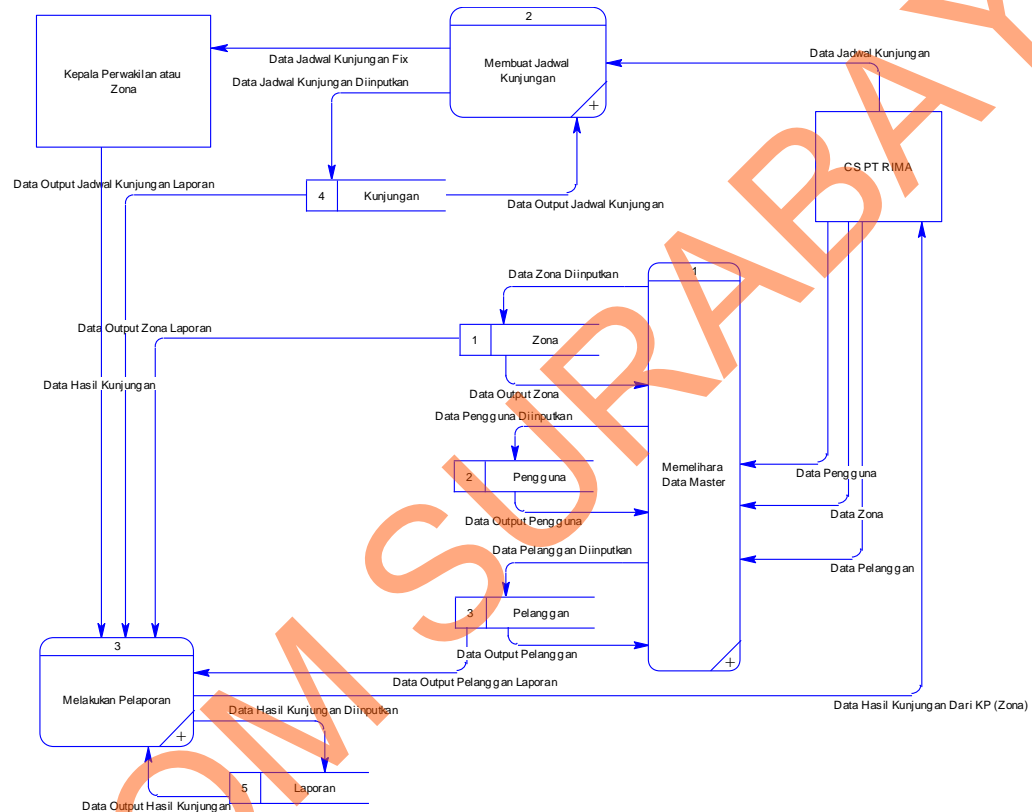 2
Membuat Jadwal
Kunjungan
+
Kepala Perwakilan atau
Zona
Data Jadwal Kunjungan Fix
Data Jadwal Kunjungan
Data Jadwal Kunjungan Diinputkan
CS PT RIMA
Data Output Jadwal Kunjungan Laporan
4
Kunjungan
Data Output Jadwal Kunjungan
1
Data Zona Diinputkan
Data Output Zona Laporan
1
Zona
Data Hasil Kunjungan
Data Output Zona
Data Pengguna Diinputkan
Memelihara
Data Master
2
Pengguna
Data Pengguna
Data Output Pengguna
Data Zona
Data Pelanggan Diinputkan
Data Pelanggan
3
Pelanggan
Data Output Pelanggan
+
3
Melakukan Pelaporan
+
Data Output Pelanggan Laporan
Data Hasil Kunjungan Dari KP (Zona)
Data Hasil Kunjungan Diinputkan
5
Laporan
Data Output Hasil Kunjungan
OM SURABAY